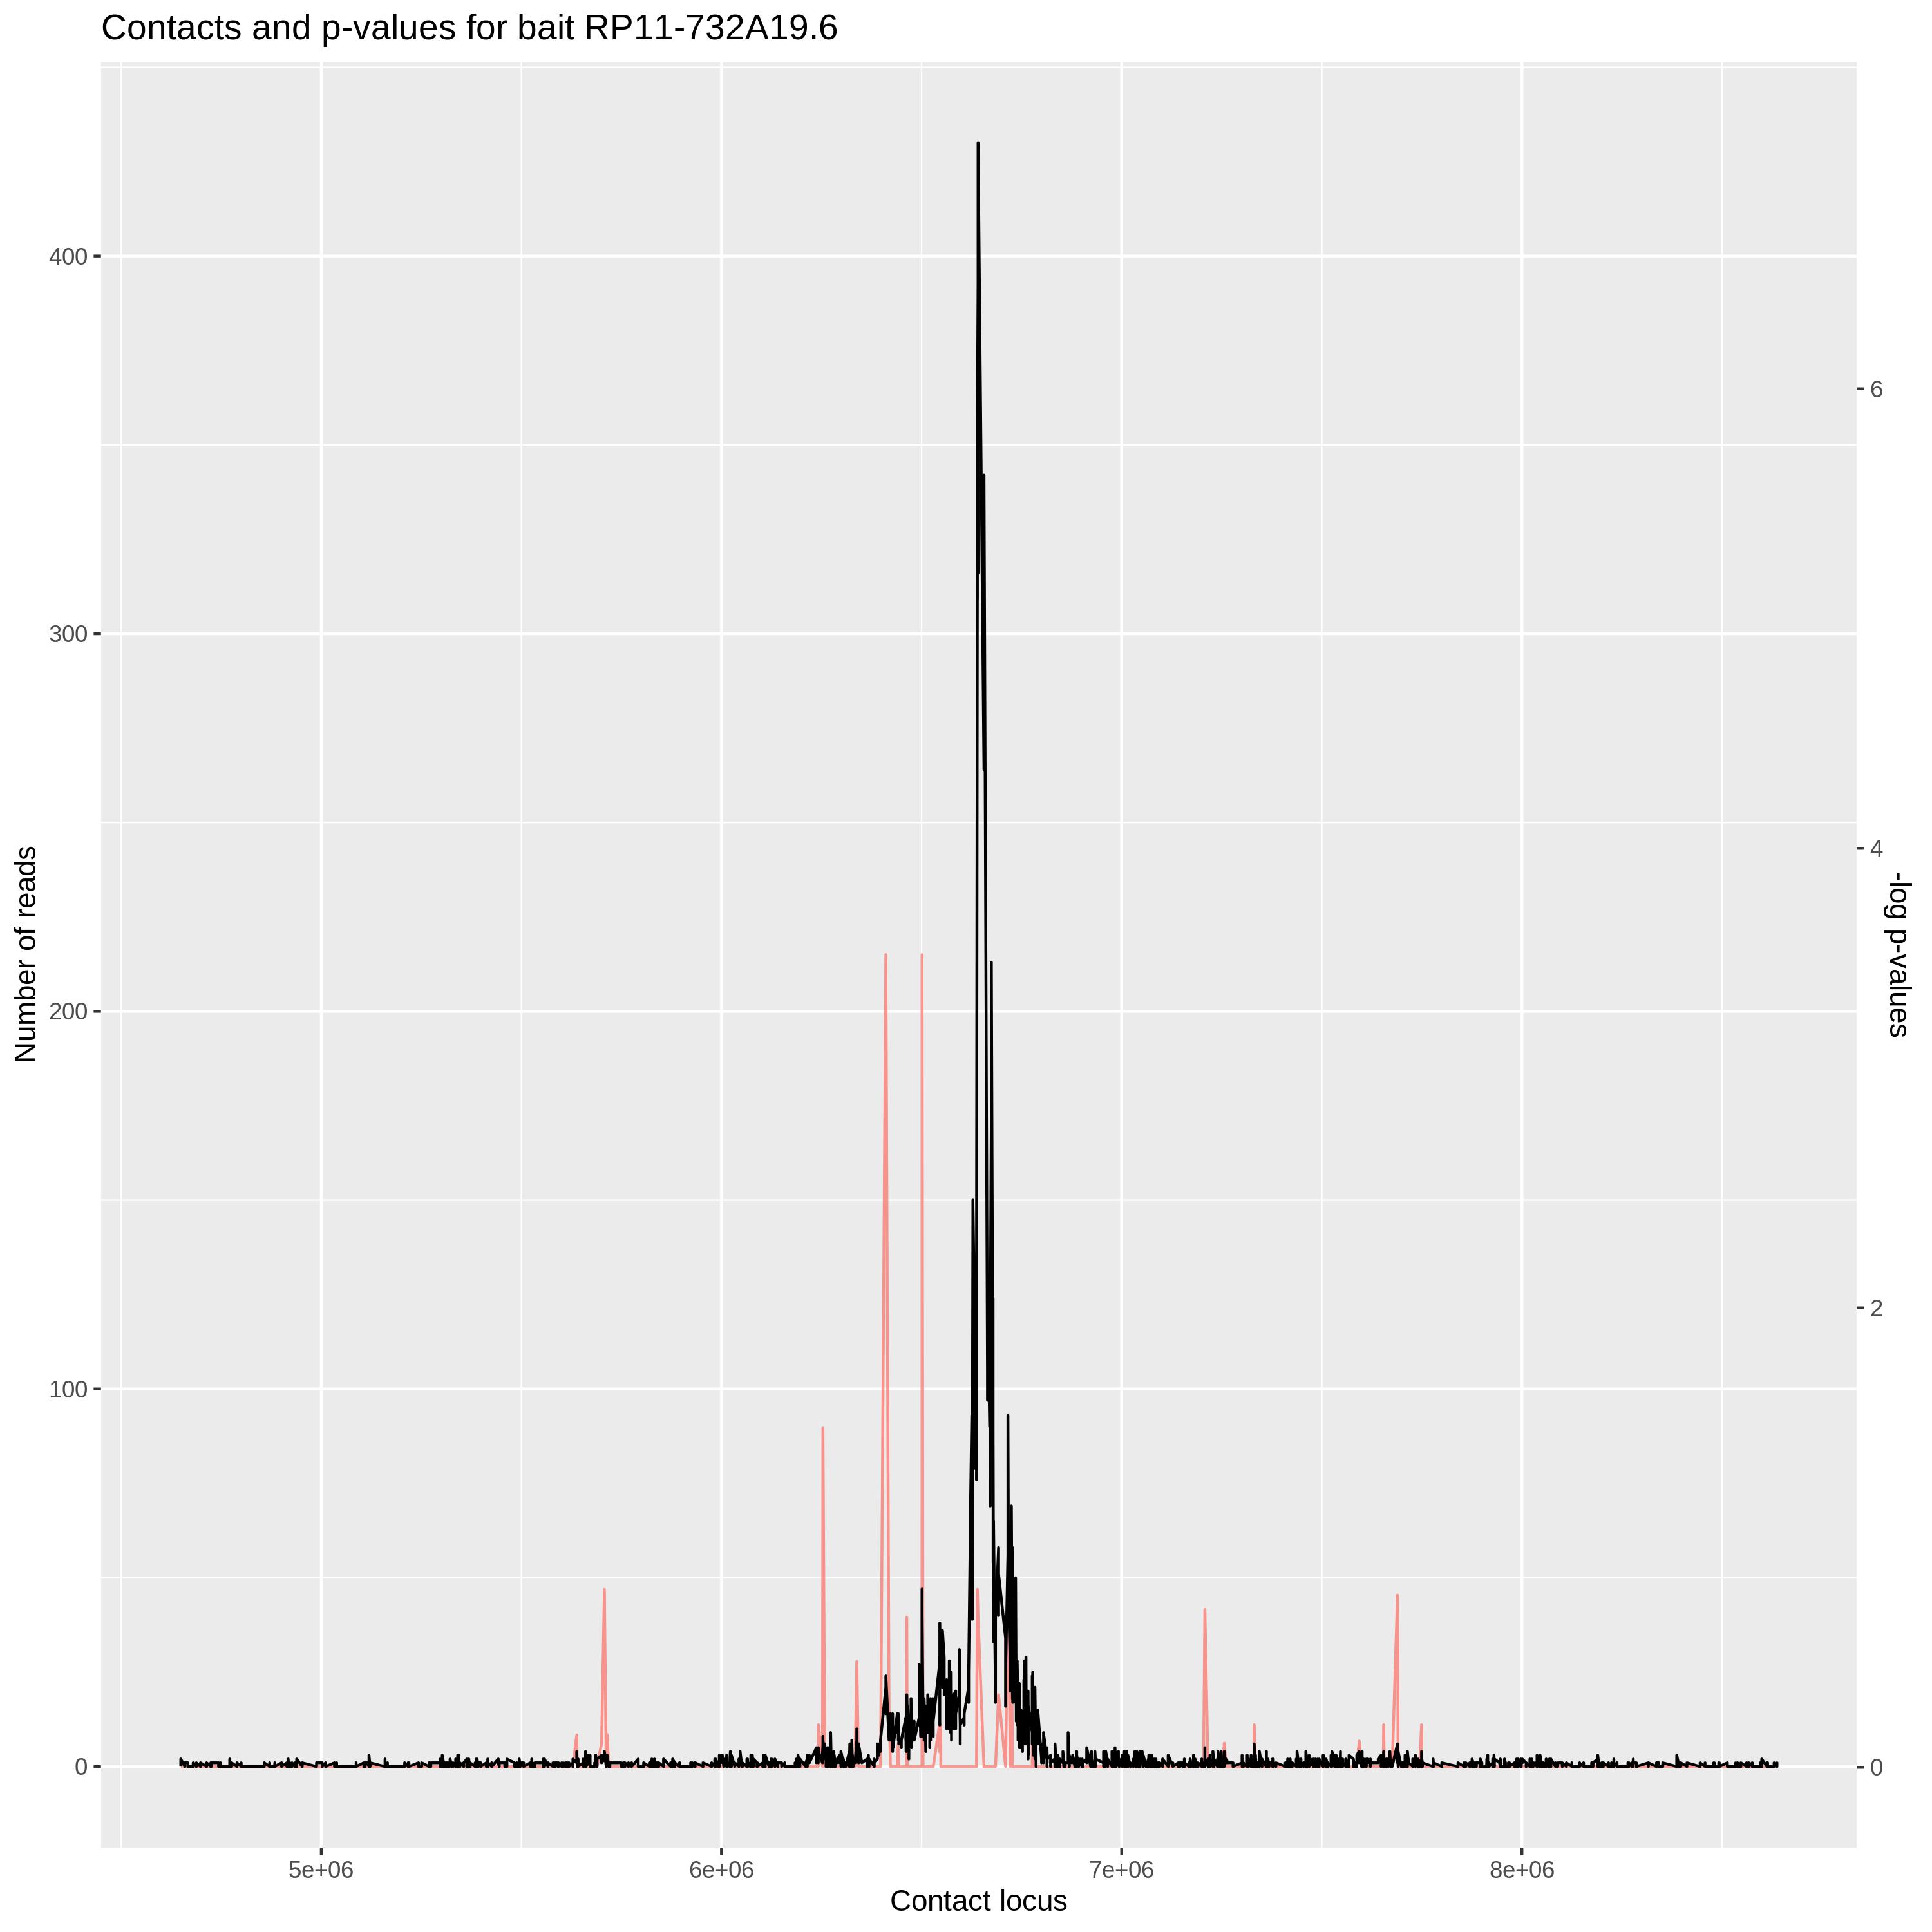 Contacts and p-values for bait RP11-732A19.6
400
300
200
100
0
Number of reads
6
4
2
0
-log p-values
5e+06
6e+06
7e+06
8e+06
Contact locus